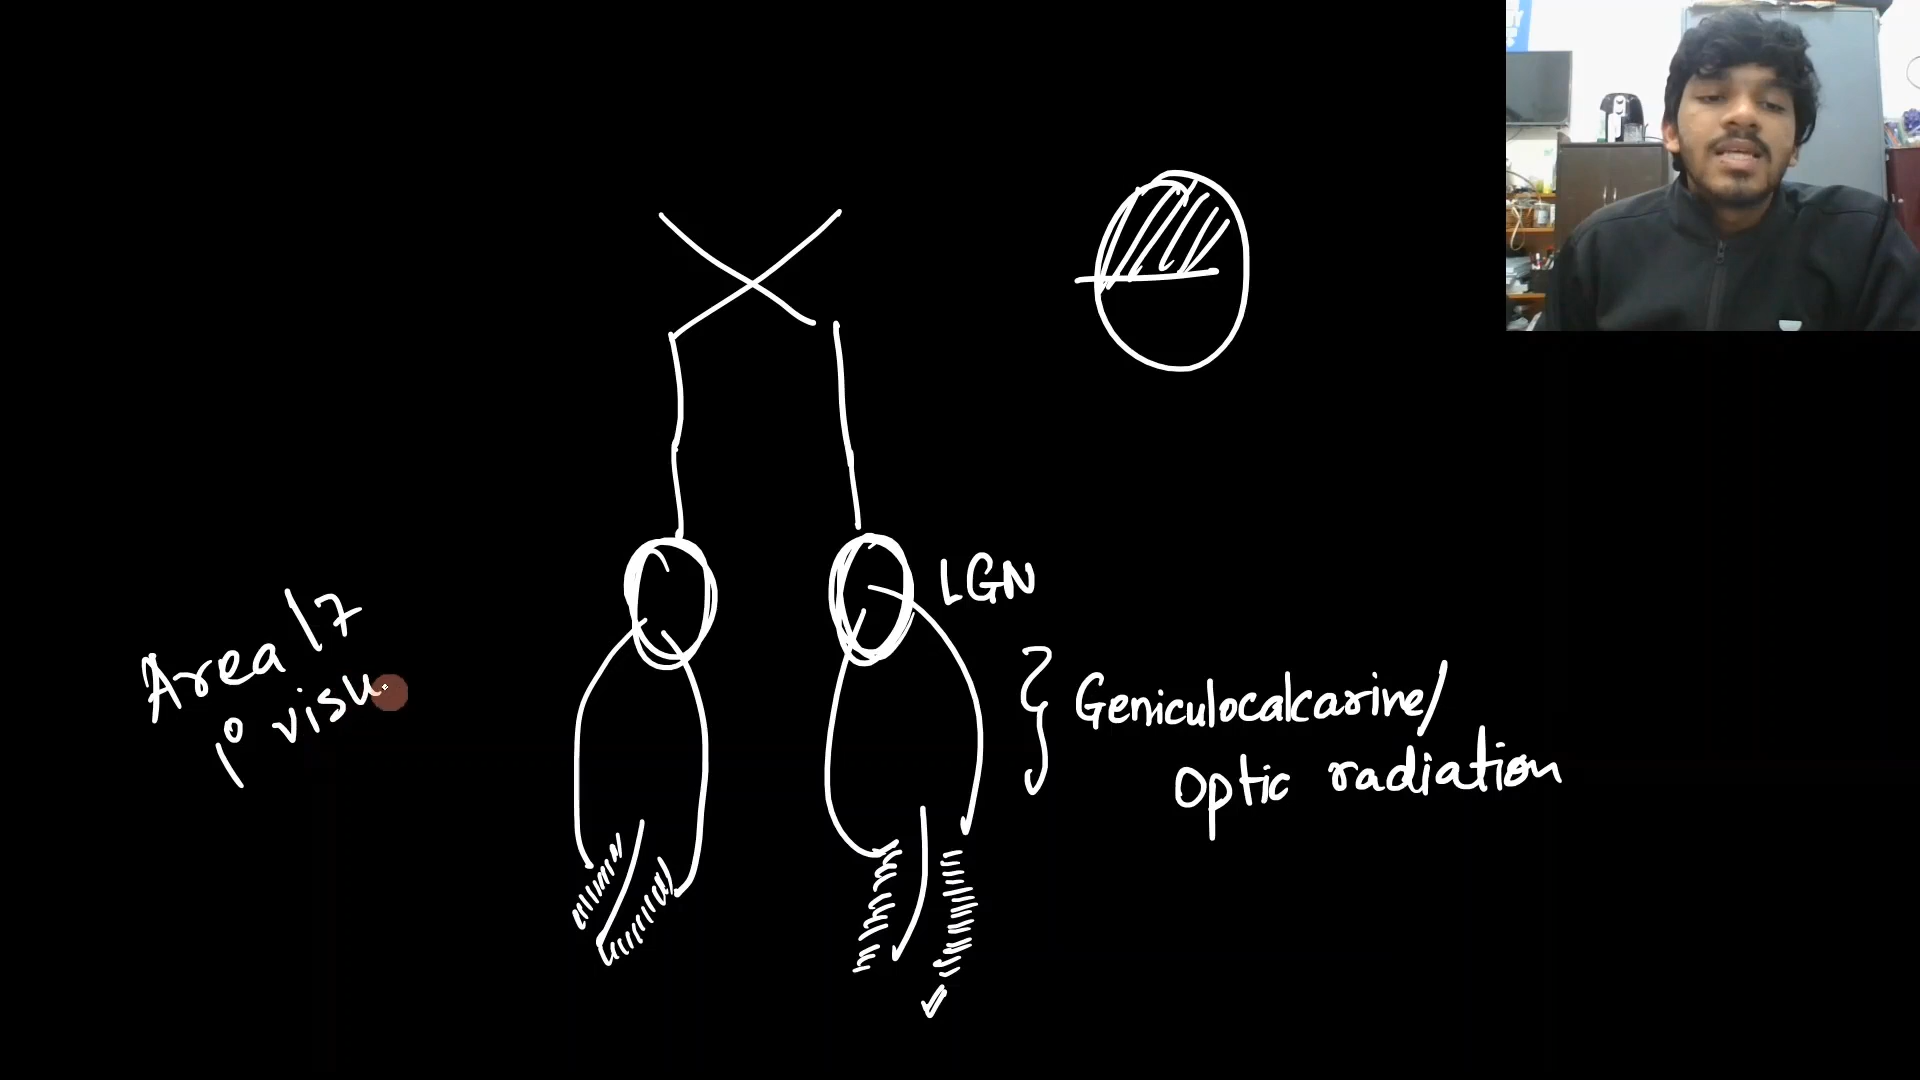 LGN
Area 17
1° visu
Geniculocalcarine/
Optic radiation